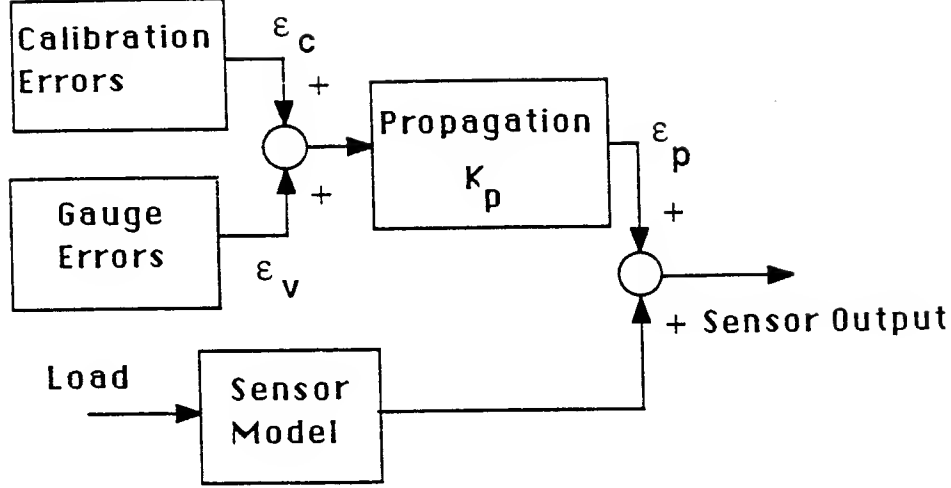 Calibration
Errors
ε c
+
Propagation
K p
ε p
+
Gauge
Errors
+
ε v
+ Sensor Output
Load
Sensor
Model